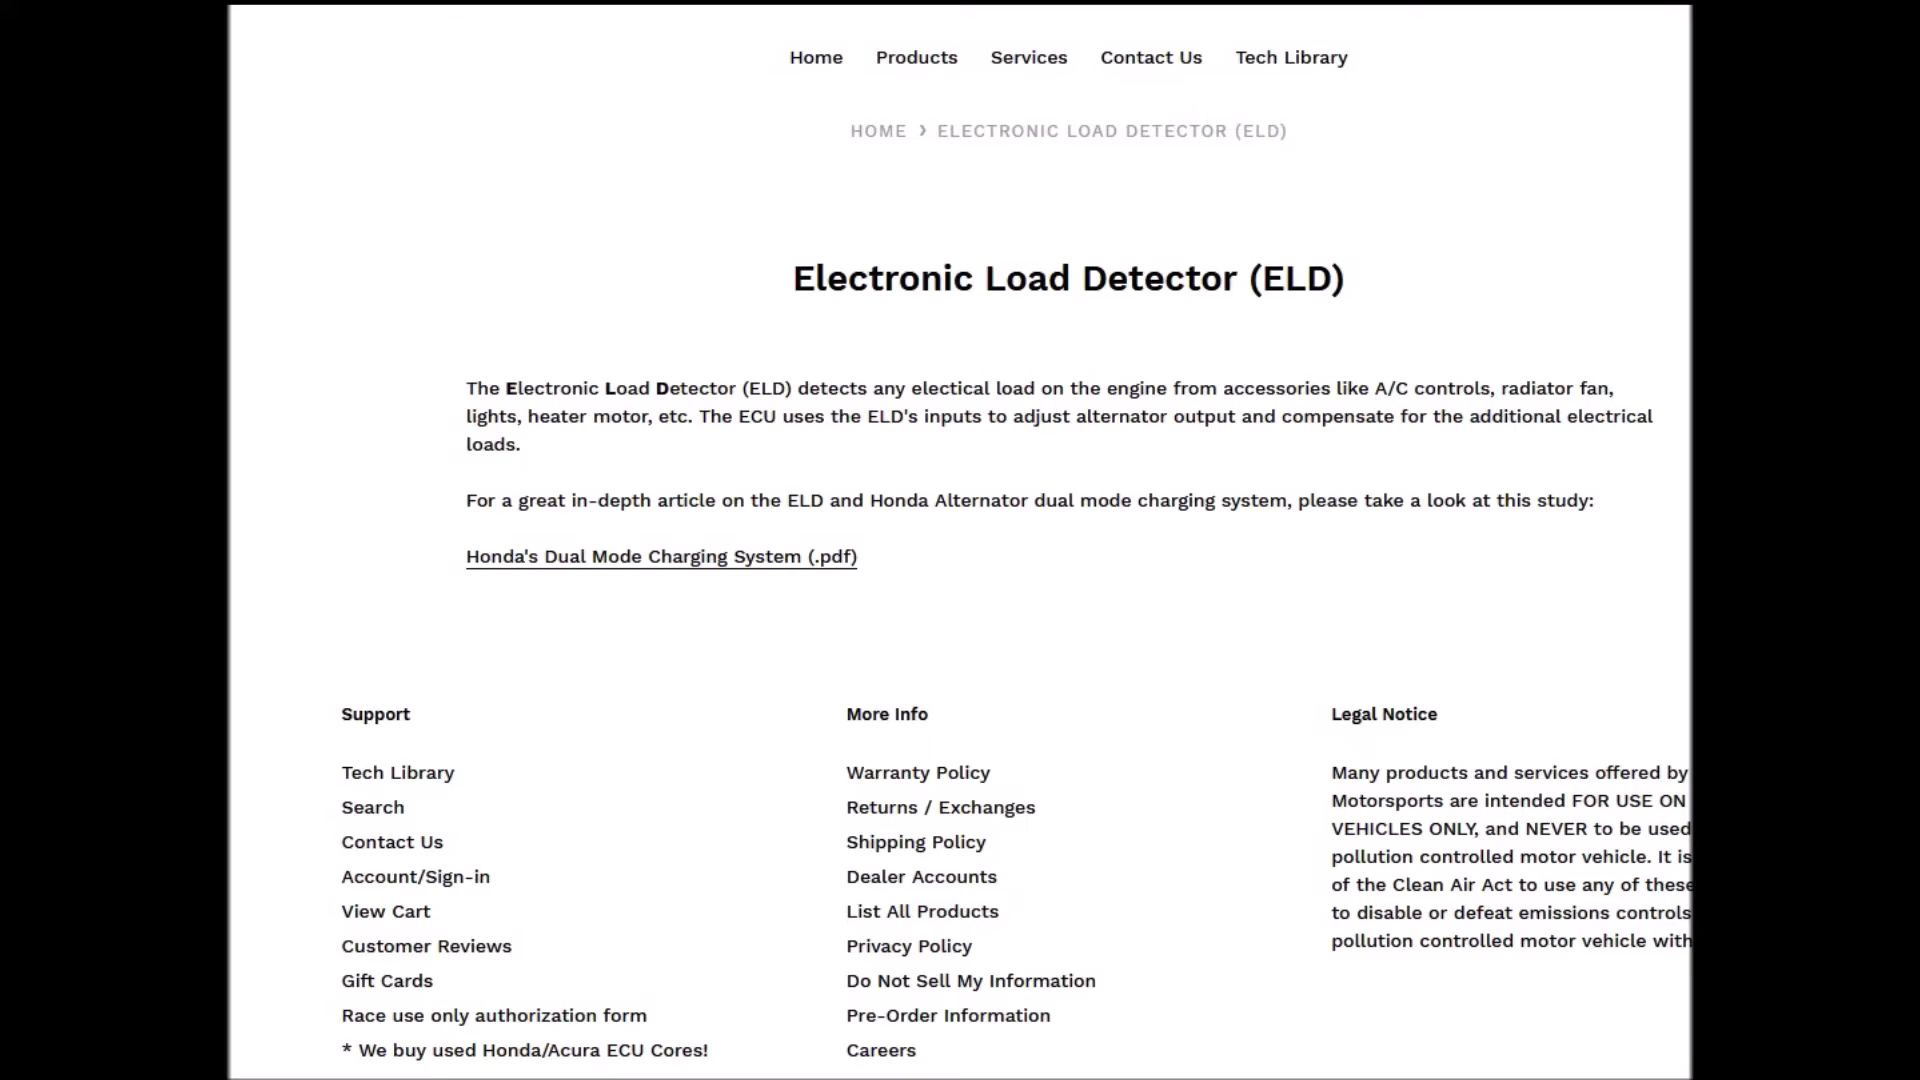 Home Products Services Contact Us Tech Library
HOME › ELECTRONIC LOAD DETECTOR (ELD)
Electronic Load Detector (ELD)
The Electronic Load Detector (ELD) detects any electical load on the engine from accessories like A/C controls, radiator fan,
lights, heater motor, etc. The ECU uses the ELD's inputs to adjust alternator output and compensate for the additional electrical
loads.
For a great in-depth article on the ELD and Honda Alternator dual mode charging system, please take a look at this study:
Honda's Dual Mode Charging System (.pdf)
Support
Tech Library
Search
Contact Us
Account/Sign-in
View Cart
Customer Reviews
Gift Cards
Race use only authorization form
* We buy used Honda/Acura ECU Cores!
More Info
Warranty Policy
Returns / Exchanges
Shipping Policy
Dealer Accounts
List All Products
Privacy Policy
Do Not Sell My Information
Pre-Order Information
Careers
Legal Notice
Many products and services offered by
Motorsports are intended FOR USE ON
VEHICLES ONLY, and NEVER to be used
pollution controlled motor vehicle. It is
of the Clean Air Act to use any of these
to disable or defeat emissions controls
pollution controlled motor vehicle with